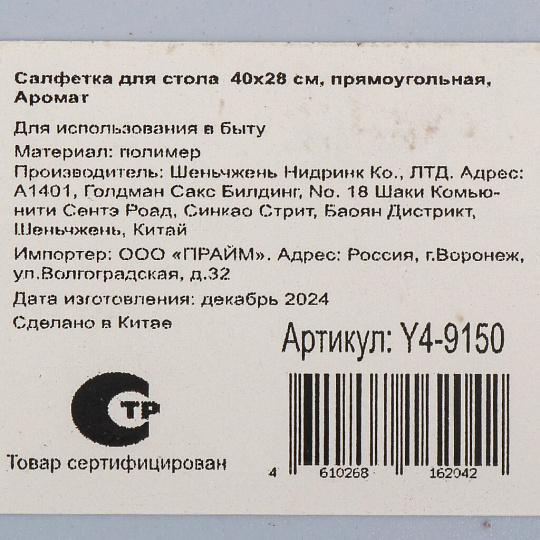 Салфетка для стола 40x28 см, прямоугольная,
Аромат
Для использования в быту
Материал: полимер
Производитель: Шеньчжень Нидринк Ко., ЛТД. Адрес:
А1401, Голдман Сакс Билдинг, No. 18 Шаки Комью-
нити Сентэ Роад, Синкао Стрит, Баоян Дистрикт,
Шеньчжень, Китай
Импортер: ООО «ПРАЙМ». Адрес: Россия, г.Воронеж,
ул.Волгоградская, д.32
Дата изготовления: декабрь 2024
Сделано в Китае
Артикул: Y4-9150
СТР
Товар сертифицирован
4 610268 162042